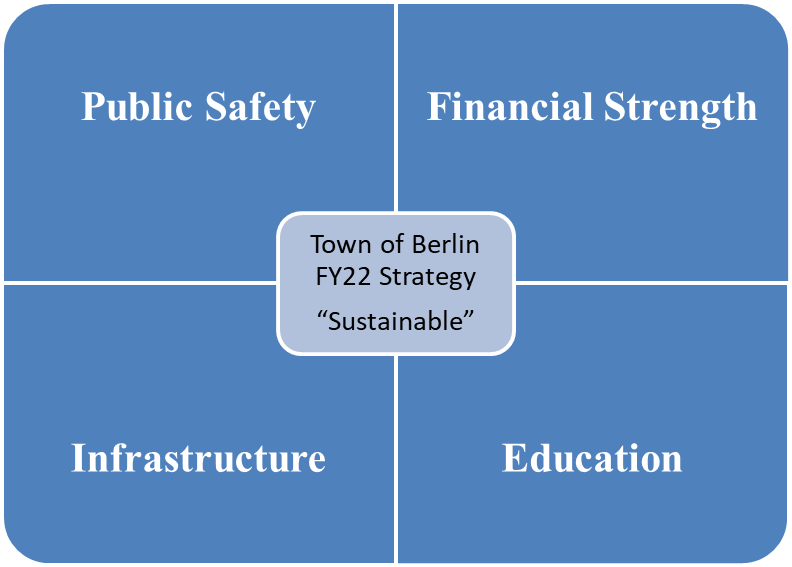 Public Safety
Financial Strength
Town of Berlin
FY22 Strategy
“Sustainable”
Infrastructure
Education